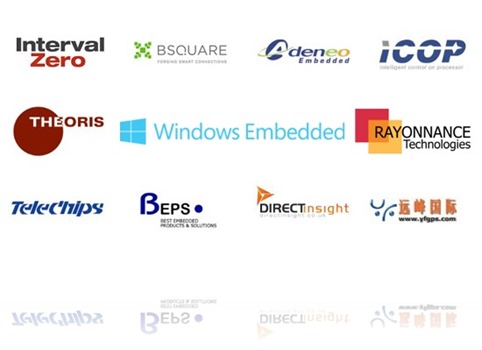 Interval
Zero
BSQUARE
FORGING SMART CONNECTIONS
Adeneo
Embedded
iCOP
intelligent control on processor
THEORIS
Windows Embedded
RAYONNANCE
Technologies
TELECHIPS
BEPS
BEST EMBEDDED
PRODUCTS & SOLUTIONS
DIRECTinsight
directinsight.co.uk
远峰国际
www.yfgps.com